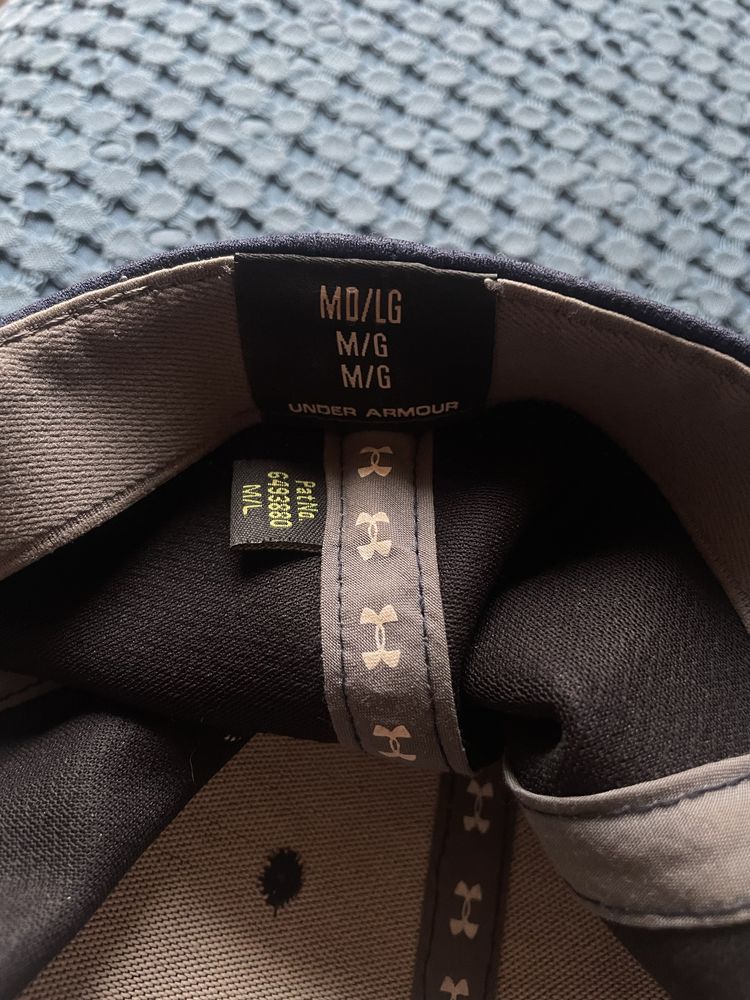 MD/LG
M/G
M/G
UNDER ARMOUR
Pat No.
6493880
M/L